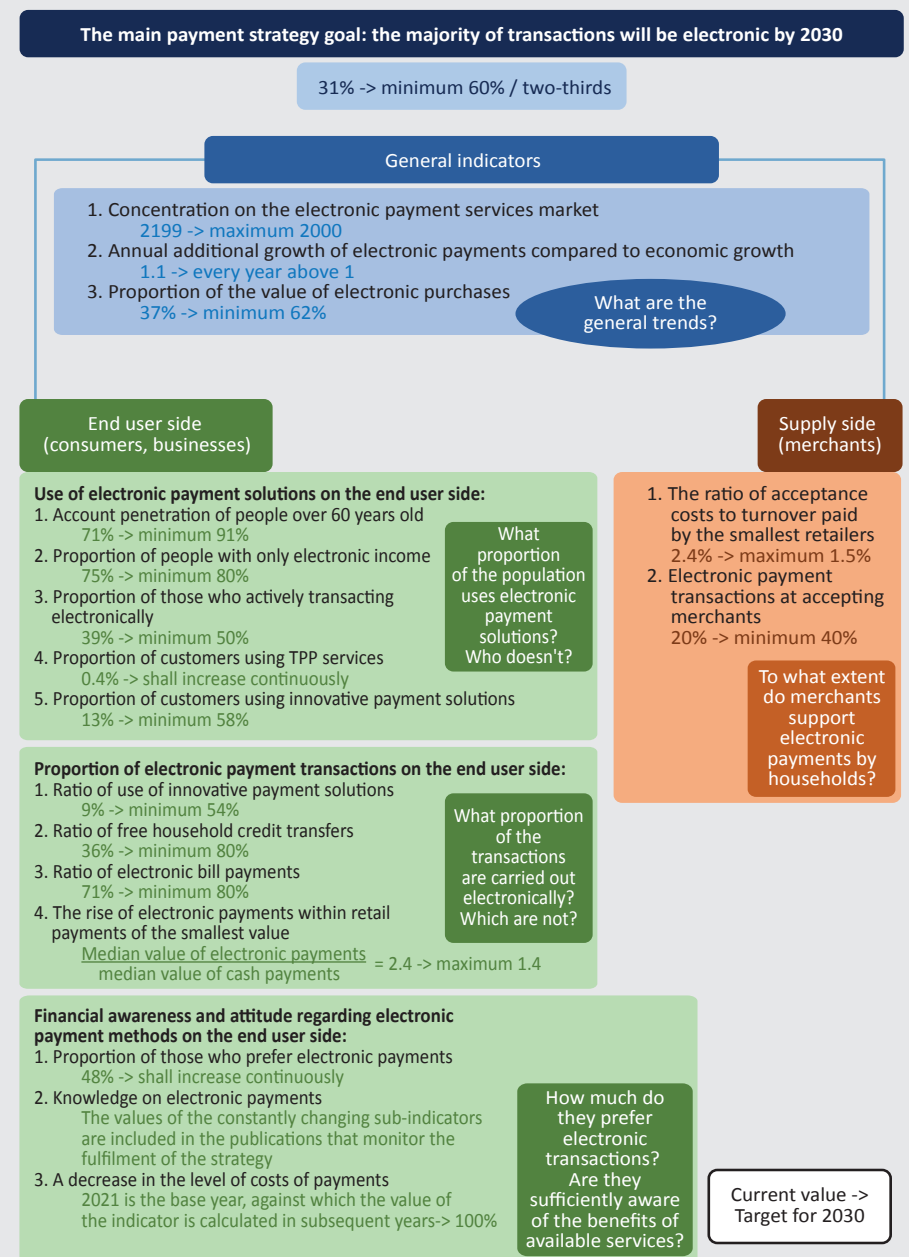 The main payment strategy goal: the majority of transactions will be electronic by 2030
31% -> minimum 60% / two-thirds
General indicators
1. Concentration on the electronic payment services market
2199 -> maximum 2000
2. Annual additional growth of electronic payments compared to economic growth
1.1 -> every year above 1
3. Proportion of the value of electronic purchases
37% -> minimum 62%
What are the
general trends?
End user side
(consumers, businesses)
Use of electronic payment solutions on the end user side:
1. Account penetration of people over 60 years old
71% -> minimum 91%
2. Proportion of people with only electronic income
75% -> minimum 80%
3. Proportion of those who actively transacting
electronically
39% -> minimum 50%
4. Proportion of customers using TPP services
0.4% -> shall increase continuously
5. Proportion of customers using innovative payment solutions
13% -> minimum 58%
What
proportion
of the population
uses electronic
payment
solutions?
Who doesn't?
Proportion of electronic payment transactions on the end user side:
1. Ratio of use of innovative payment solutions
9% -> minimum 54%
2. Ratio of free household credit transfers
36% -> minimum 80%
3. Ratio of electronic bill payments
71% -> minimum 80%
4. The rise of electronic payments within retail
payments of the smallest value
Median value of electronic payments
median value of cash payments
= 2.4 -> maximum 1.4
What proportion
of the
transactions
are carried out
electronically?
Which are not?
Financial awareness and attitude regarding electronic
payment methods on the end user side:
1. Proportion of those who prefer electronic payments
48% -> shall increase continuously
2. Knowledge on electronic payments
The values of the constantly changing sub-indicators
are included in the publications that monitor the
fulfilment of the strategy
3. A decrease in the level of costs of payments
2021 is the base year, against which the value of
the indicator is calculated in subsequent years-> 100%
How much do
they prefer
electronic
transactions?
Are they
sufficiently aware
of the benefits of
available services?
Supply side
(merchants)
1. The ratio of acceptance
costs to turnover paid
by the smallest retailers
2.4% -> maximum 1.5%
2. Electronic payment
transactions at accepting
merchants
20% -> minimum 40%
To what extent
do merchants
support
electronic
payments by
households?
Current value ->
Target for 2030